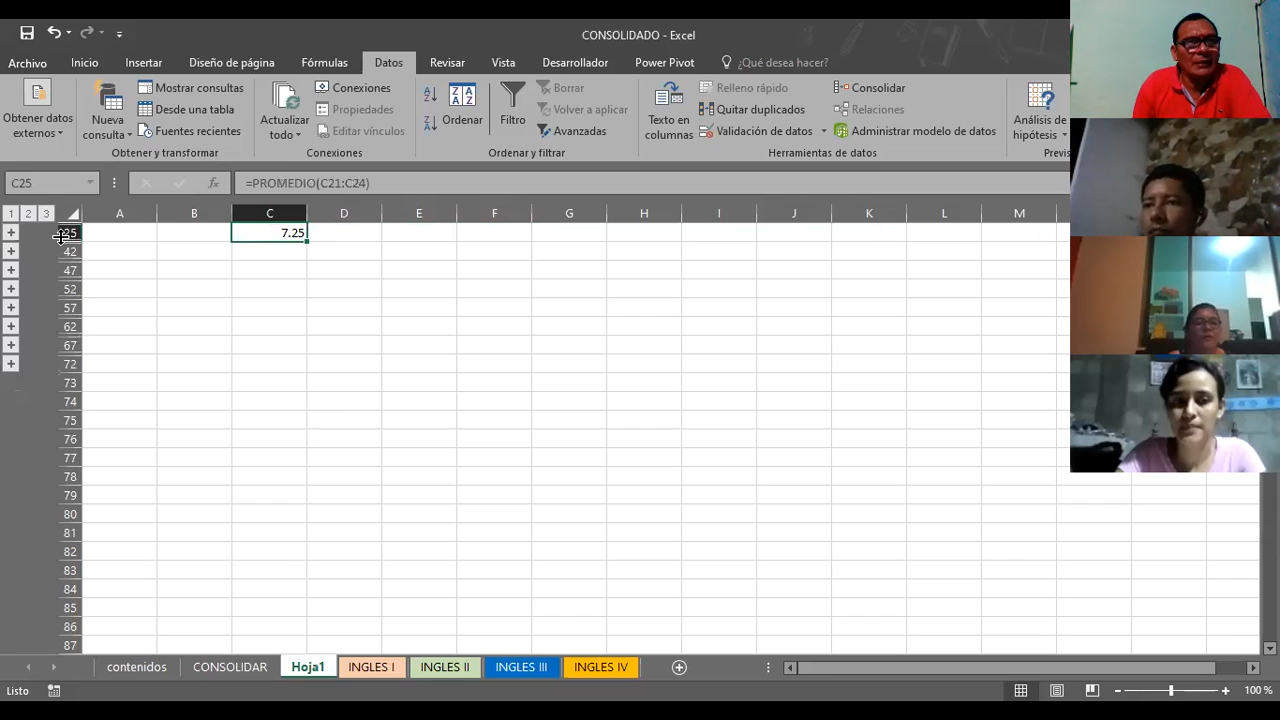 CONSOLIDADO - Excel
Archivo Inicio Insertar Diseño de página Fórmulas Datos Revisar Vista Desarrollador Power Pivot ¿Qué desea hacer?
Obtener datos externos
Nueva consulta
Mostrar consultas
Desde una tabla
Fuentes recientes
Obtener y transformar
Actualizar todo
Conexiones
Propiedades
Editar vínculos
Conexiones
Ordenar
Filtro
Borrar
Volver a aplicar
Avanzadas
Ordenar y filtrar
Texto en columnas
Relleno rápido
Quitar duplicados
Validación de datos
Consolidar
Relaciones
Administrar modelo de datos
Herramientas de datos
Análisis de hipótesis
Previs
C25 fx =PROMEDIO(C21:C24)
1 2 3 A B C D E F G H I J K L M
25 7.25
42
47
52
57
62
67
72
73
74
75
76
77
78
79
80
81
82
83
84
85
86
87
contenidos CONSOLIDAR Hoja1 INGLES I INGLES II INGLES III INGLES IV
Listo 100 %